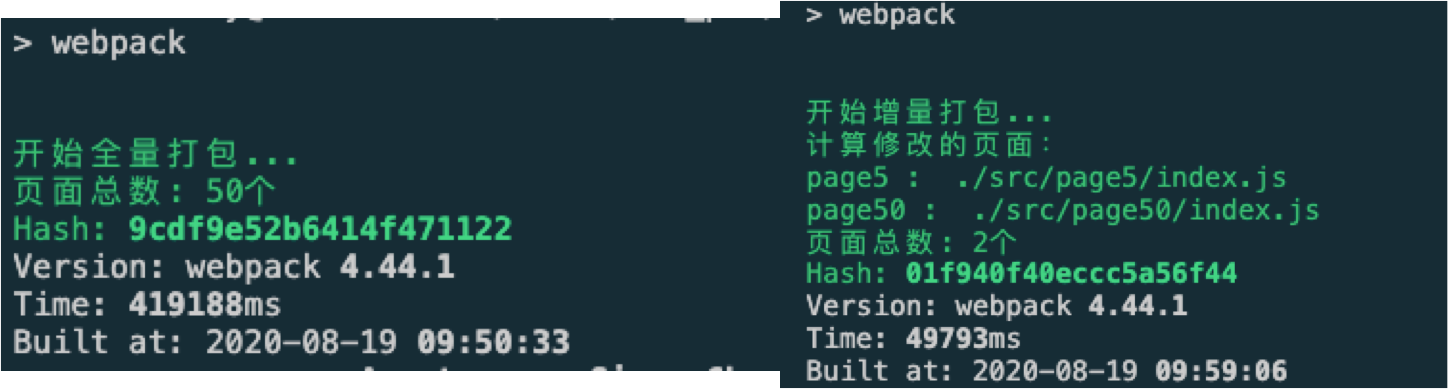 > webpack
开始全量打包...
页面总数: 50个
Hash: 9cdf9e52b6414f471122
Version: webpack 4.44.1
Time: 419188ms
Built at: 2020-08-19 09:50:33
> webpack
开始增量打包...
计算修改的页面:
page5 : ./src/page5/index.js
page50 : ./src/page50/index.js
页面总数: 2个
Hash: 01f940f40eccc5a56f44
Version: webpack 4.44.1
Time: 49793ms
Built at: 2020-08-19 09:59:06